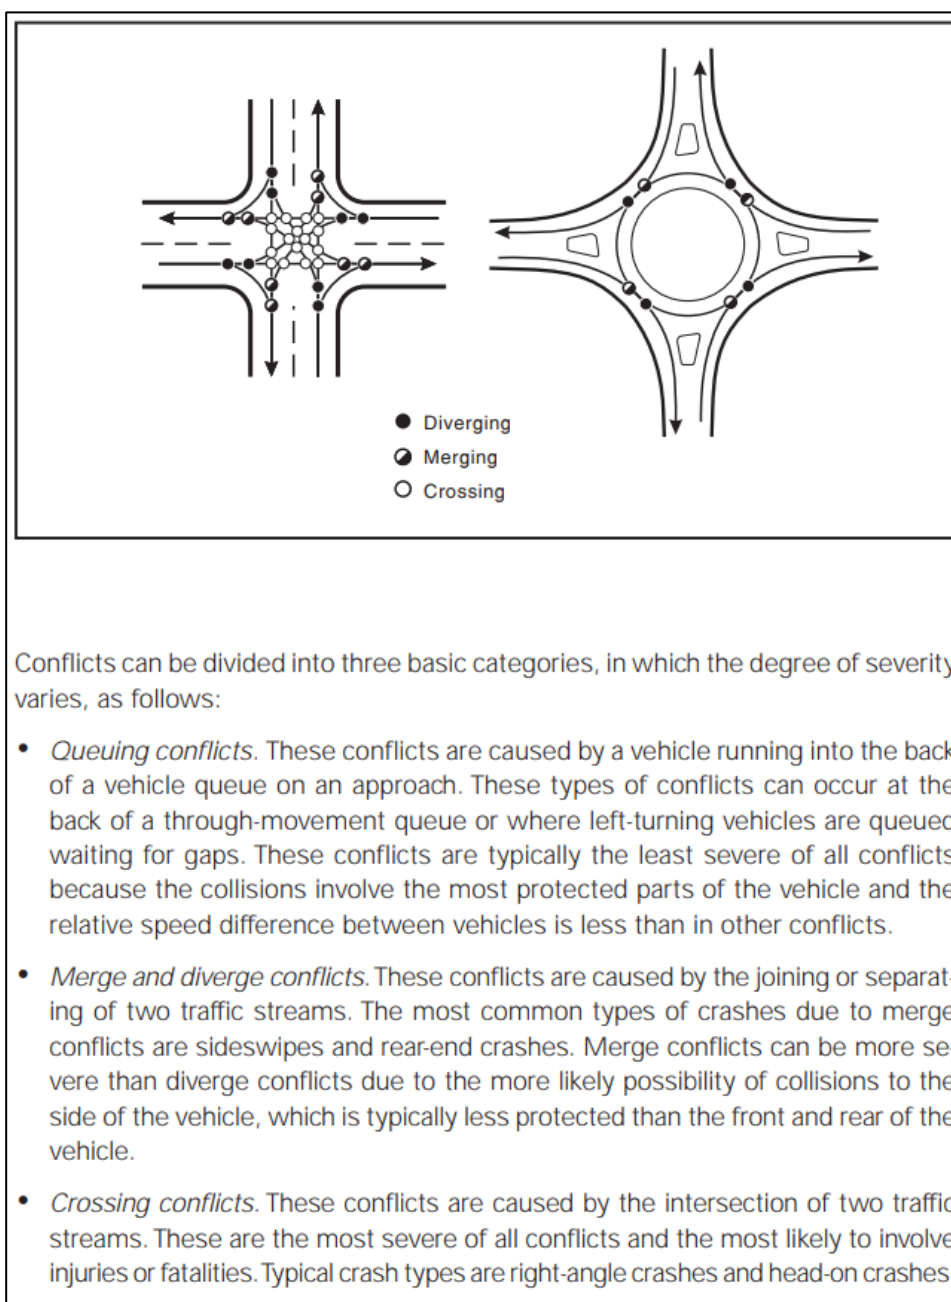 Diverging
Merging
Crossing
Conflicts can be divided into three basic categories, in which the degree of severity
varies, as follows:
• Queuing conflicts. These conflicts are caused by a vehicle running into the back
of a vehicle queue on an approach. These types of conflicts can occur at the
back of a through-movement queue or where left-turning vehicles are queued
waiting for gaps. These conflicts are typically the least severe of all conflicts
because the collisions involve the most protected parts of the vehicle and the
relative speed difference between vehicles is less than in other conflicts.
• Merge and diverge conflicts. These conflicts are caused by the joining or separat-
ing of two traffic streams. The most common types of crashes due to merge
conflicts are sideswipes and rear-end crashes. Merge conflicts can be more se-
vere than diverge conflicts due to the more likely possibility of collisions to the
side of the vehicle, which is typically less protected than the front and rear of the
vehicle.
• Crossing conflicts. These conflicts are caused by the intersection of two traffic
streams. These are the most severe of all conflicts and the most likely to involve
injuries or fatalities. Typical crash types are right-angle crashes and head-on crashes